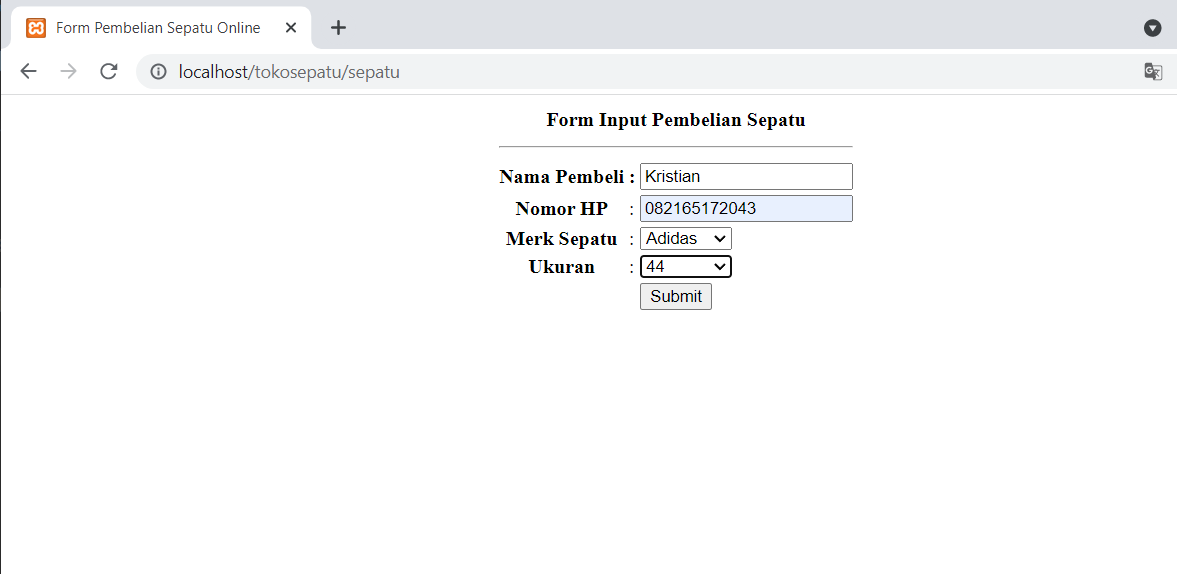 Form Pembelian Sepatu Online
localhost/tokosepatu/sepatu
Form Input Pembelian Sepatu
Nama Pembeli : Kristian
Nomor HP : 082165172043
Merk Sepatu : Adidas
Ukuran : 44
Submit